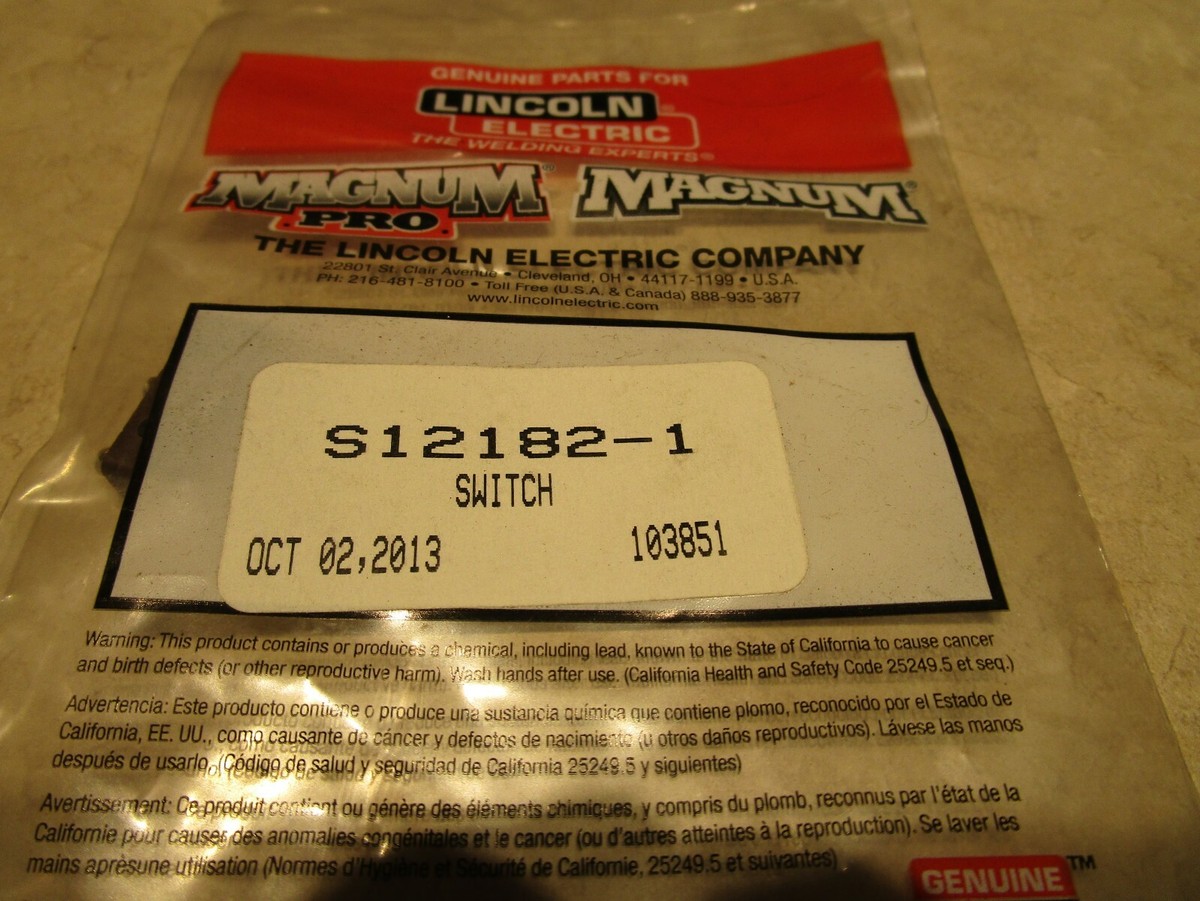 GENUINE PARTS FOR
LINCOLN®
ELECTRIC
THE WELDING EXPERTS®
MAGNUM® MAGNUM®
PRO
THE LINCOLN ELECTRIC COMPANY
22801 St. Clair Avenue • Cleveland, OH • 44117-1199 • U.S.A.
PH: 216-481-8100 • Toll Free (U.S.A. & Canada) 888-935-3877
www.lincolnelectric.com
S12182-1
SWITCH
OCT 02,2013 103851
Warning: This product contains or produces a chemical, including lead, known to the State of California to cause cancer
and birth defects (or other reproductive harm). Wash hands after use. (California Health and Safety Code 25249.5 et seq.)
Advertencia: Este producto contiene o produce una sustancia química que contiene plomo, reconocido por el Estado de
California, EE. UU., como causante de cáncer y defectos de nacimiento (u otros daños reproductivos). Lávese las manos
después de usarlo. (Código de salud y seguridad de California 25249.5 y siguientes)
Avertissement: Ce produit contient ou génère des éléments chimiques, y compris du plomb, reconnus par l'état de la
Californie pour causer des anomalies congénitales et le cancer (ou d'autres atteintes à la reproduction). Se laver les
mains aprèsune utilisation (Normes d'Hygiène et Sécurité de Californie, 25249.5 et suivantes)
GENUINE™